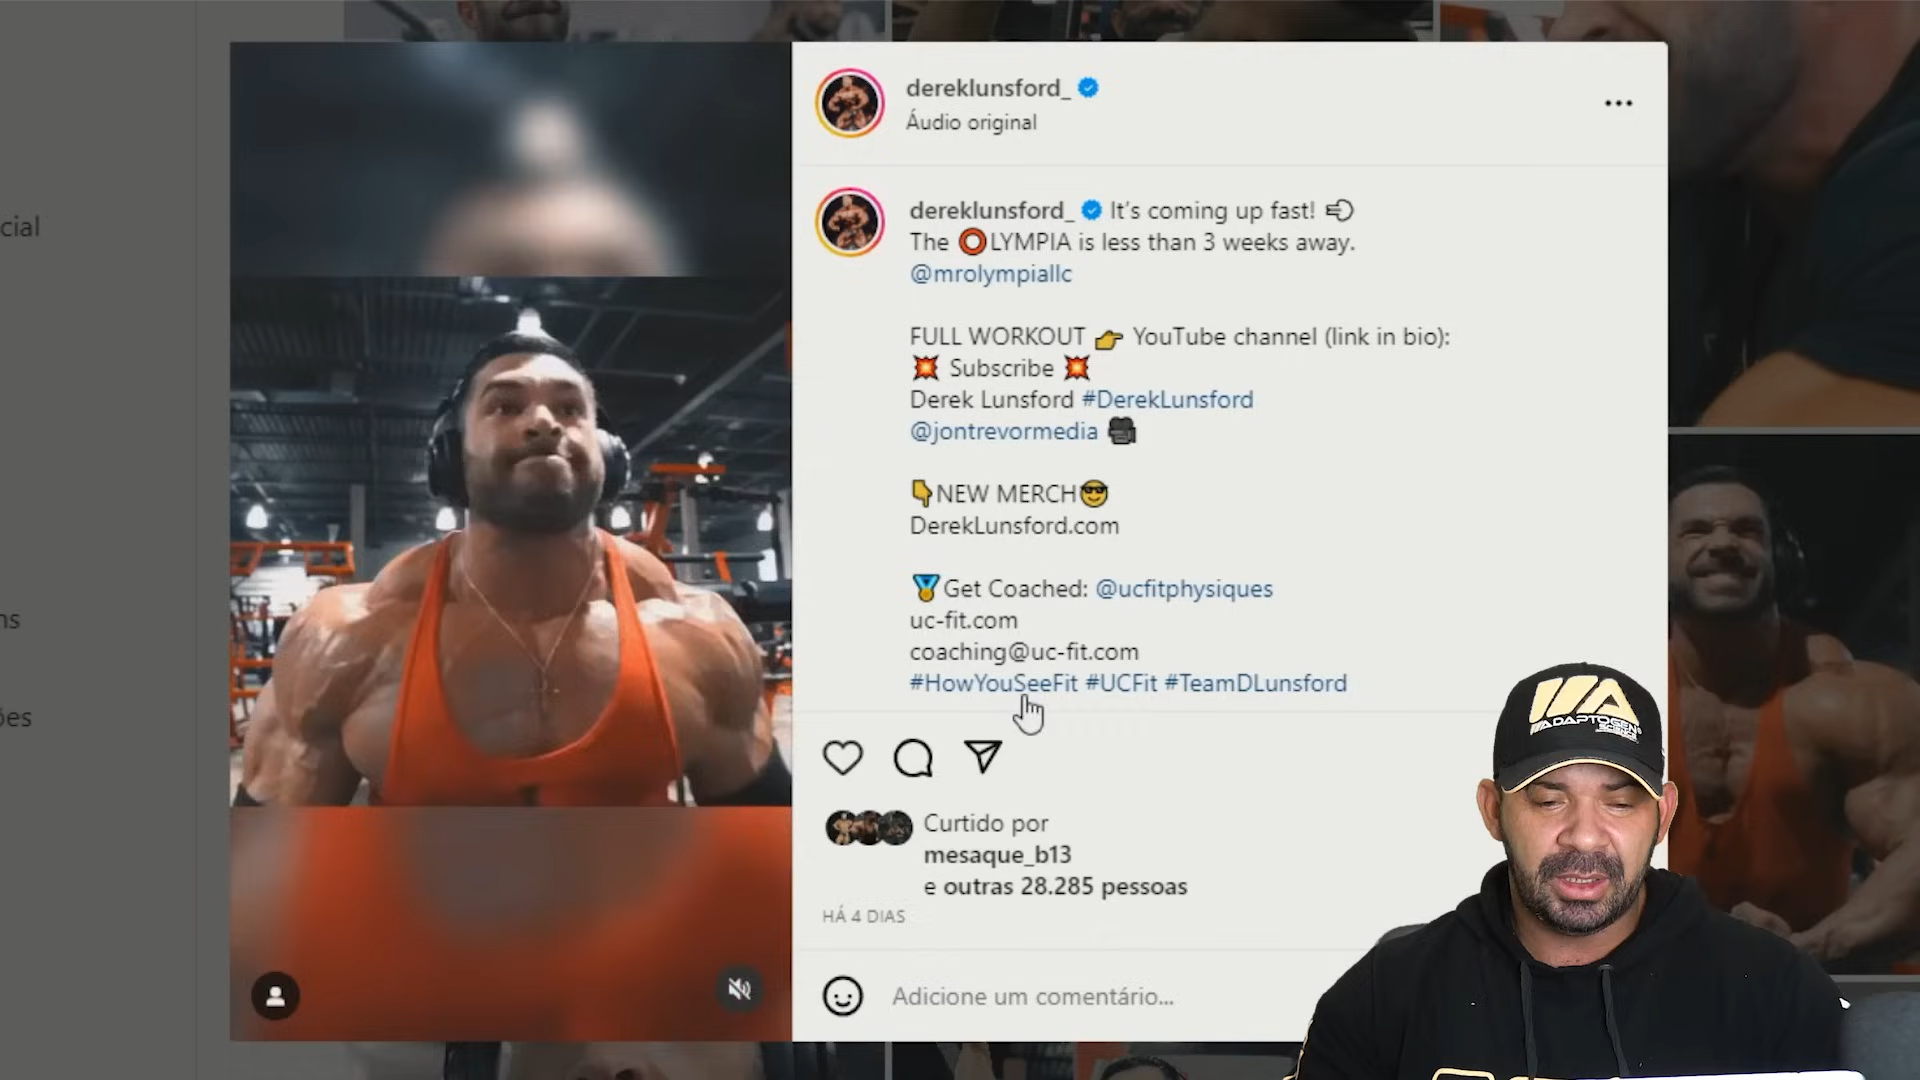 cial
ns
ões
dereklunsford_
Áudio original
dereklunsford_ It's coming up fast!
The ⭕LYMPIA is less than 3 weeks away.
@mrolympiallc
FULL WORKOUT 👉 YouTube channel (link in bio):
💥 Subscribe 💥
Derek Lunsford #DerekLunsford
@jontrevormedia 🎥
👇NEW MERCH😎
DerekLunsford.com
🏅Get Coached: @ucfitphysiques
uc-fit.com
coaching@uc-fit.com
#HowYouSeeFit #UCFit #TeamDLunsford
Curtido por
mesaque_b13
e outras 28.285 pessoas
HÁ 4 DIAS
Adicione um comentário...
ADAPTOGEN
SCIENCE